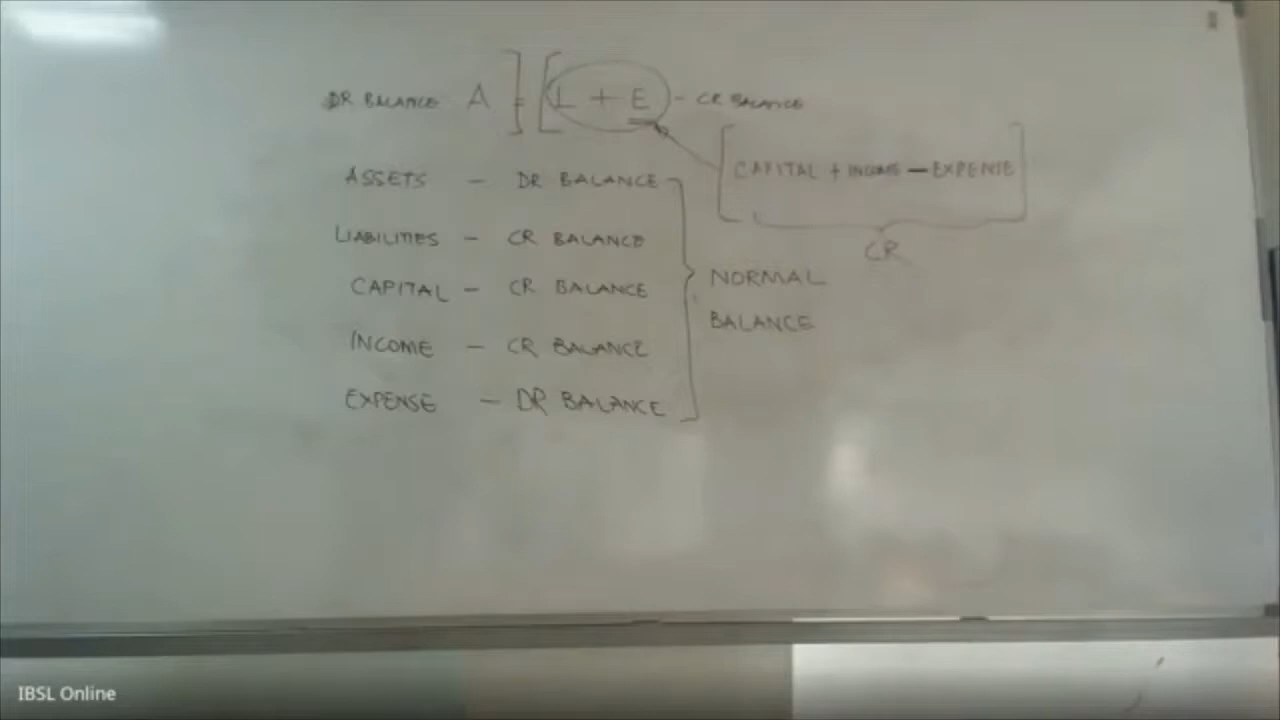 DR BALANCE A ] = [ L + E - CR BALANCE
[CAPITAL + INCOME — EXPENSE]
CR
ASSETS - DR BALANCE
LIABILITIES - CR BALANCE
CAPITAL - CR BALANCE
INCOME - CR BALANCE
EXPENSE - DR BALANCE
NORMAL
BALANCE
IBSL Online